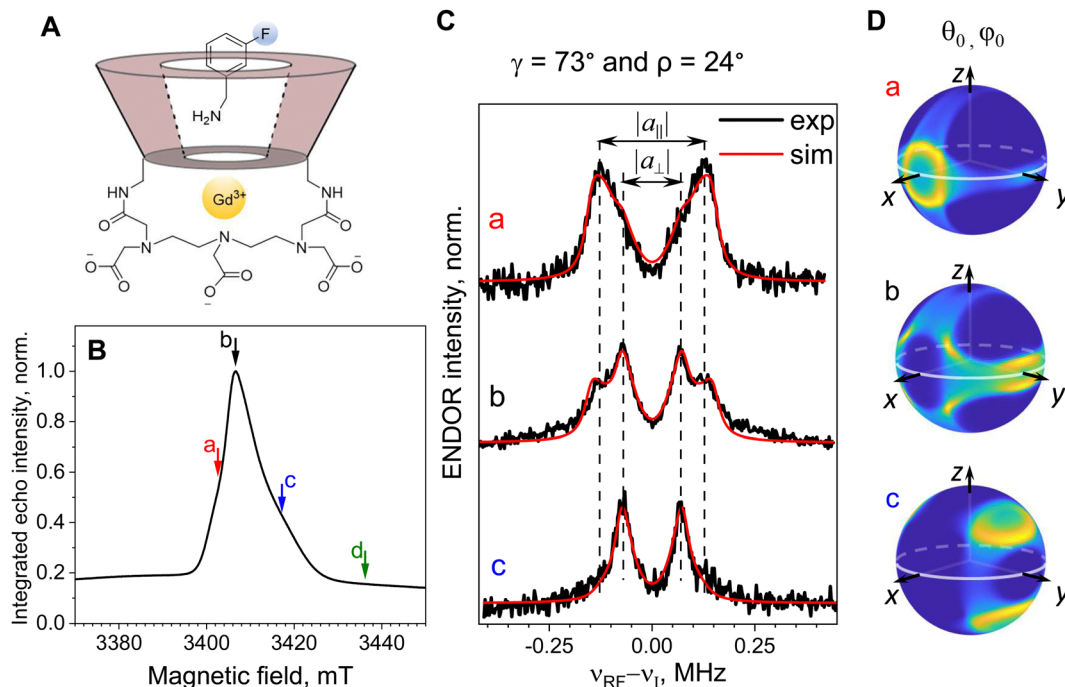 A
F
H₂N
NH
HN
O
O
Gd³⁺
N
N
N
O
O
O
O
O
O
−
−
−
B
Integrated echo intensity, norm.
1.0
0.8
0.6
0.4
0.2
0.0
a
b
c
d
3380
3400
3420
3440
Magnetic field, mT
C
γ = 73° and ρ = 24°
|a∥|
|a⊥|
exp
sim
a
b
c
ENDOR intensity, norm.
-0.25
0.00
0.25
ν_RF−ν_I, MHz
D
θ₀, φ₀
a
z
x
y
b
z
x
y
c
z
x
y